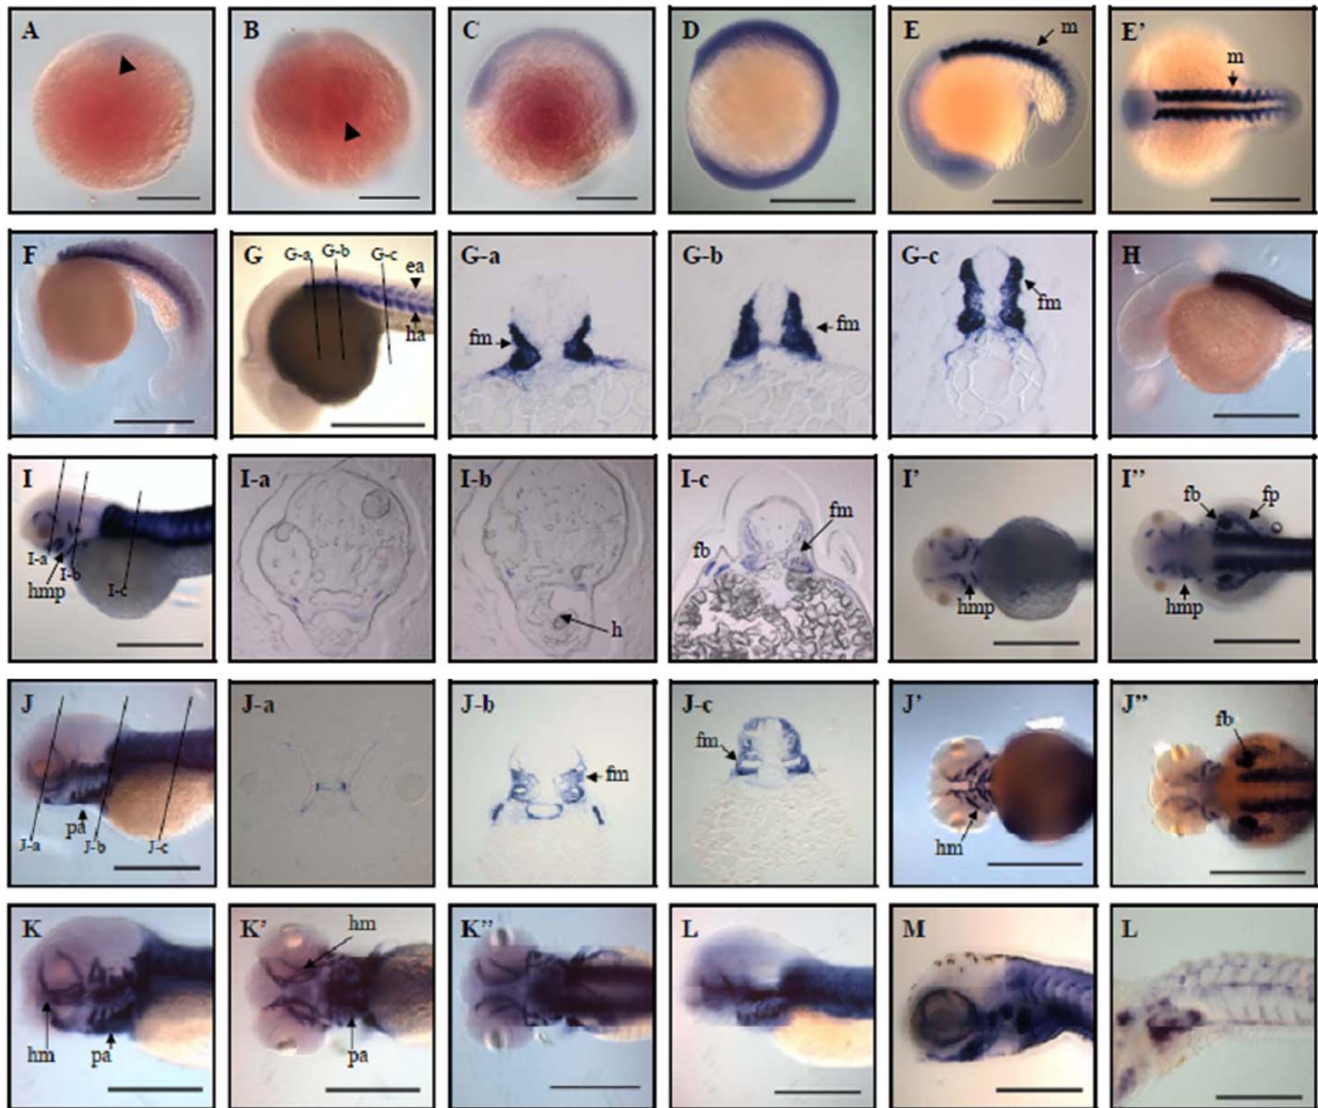 A
B
C
D
E
m
E’
m
F
G
G-a
G-b
G-c
ea
ha
G-a
fm
G-b
fm
G-c
fm
H
I
I-a
I-b
I-c
hmp
I-a
I-b
h
I-c
fm
fb
I’
hmp
I’’
fb
fp
hmp
J
pa
J-a
J-b
J-c
J-a
J-b
fm
J-c
fm
J’
hm
J’’
fb
K
hm
pa
K’
hm
pa
K’’
L
M
L